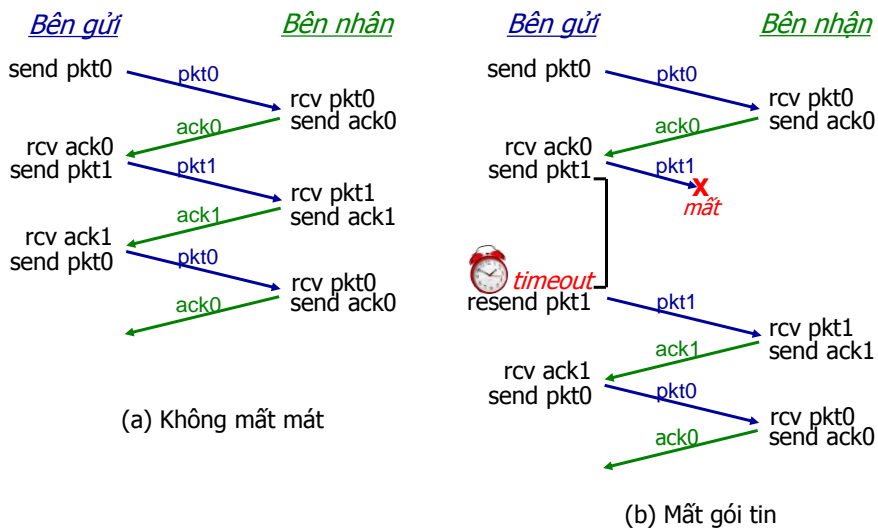 Bên gửi
Bên nhân
send pkt0
pkt0
rcv pkt0
send ack0
ack0
rcv ack0
send pkt1
pkt1
rcv pkt1
send ack1
ack1
rcv ack1
send pkt0
pkt0
rcv pkt0
send ack0
ack0
(a) Không mất mát
Bên gửi
Bên nhận
send pkt0
pkt0
rcv pkt0
send ack0
ack0
rcv ack0
send pkt1
pkt1
X
mất
timeout
resend pkt1
pkt1
rcv pkt1
send ack1
ack1
rcv ack1
send pkt0
pkt0
rcv pkt0
send ack0
ack0
(b) Mất gói tin